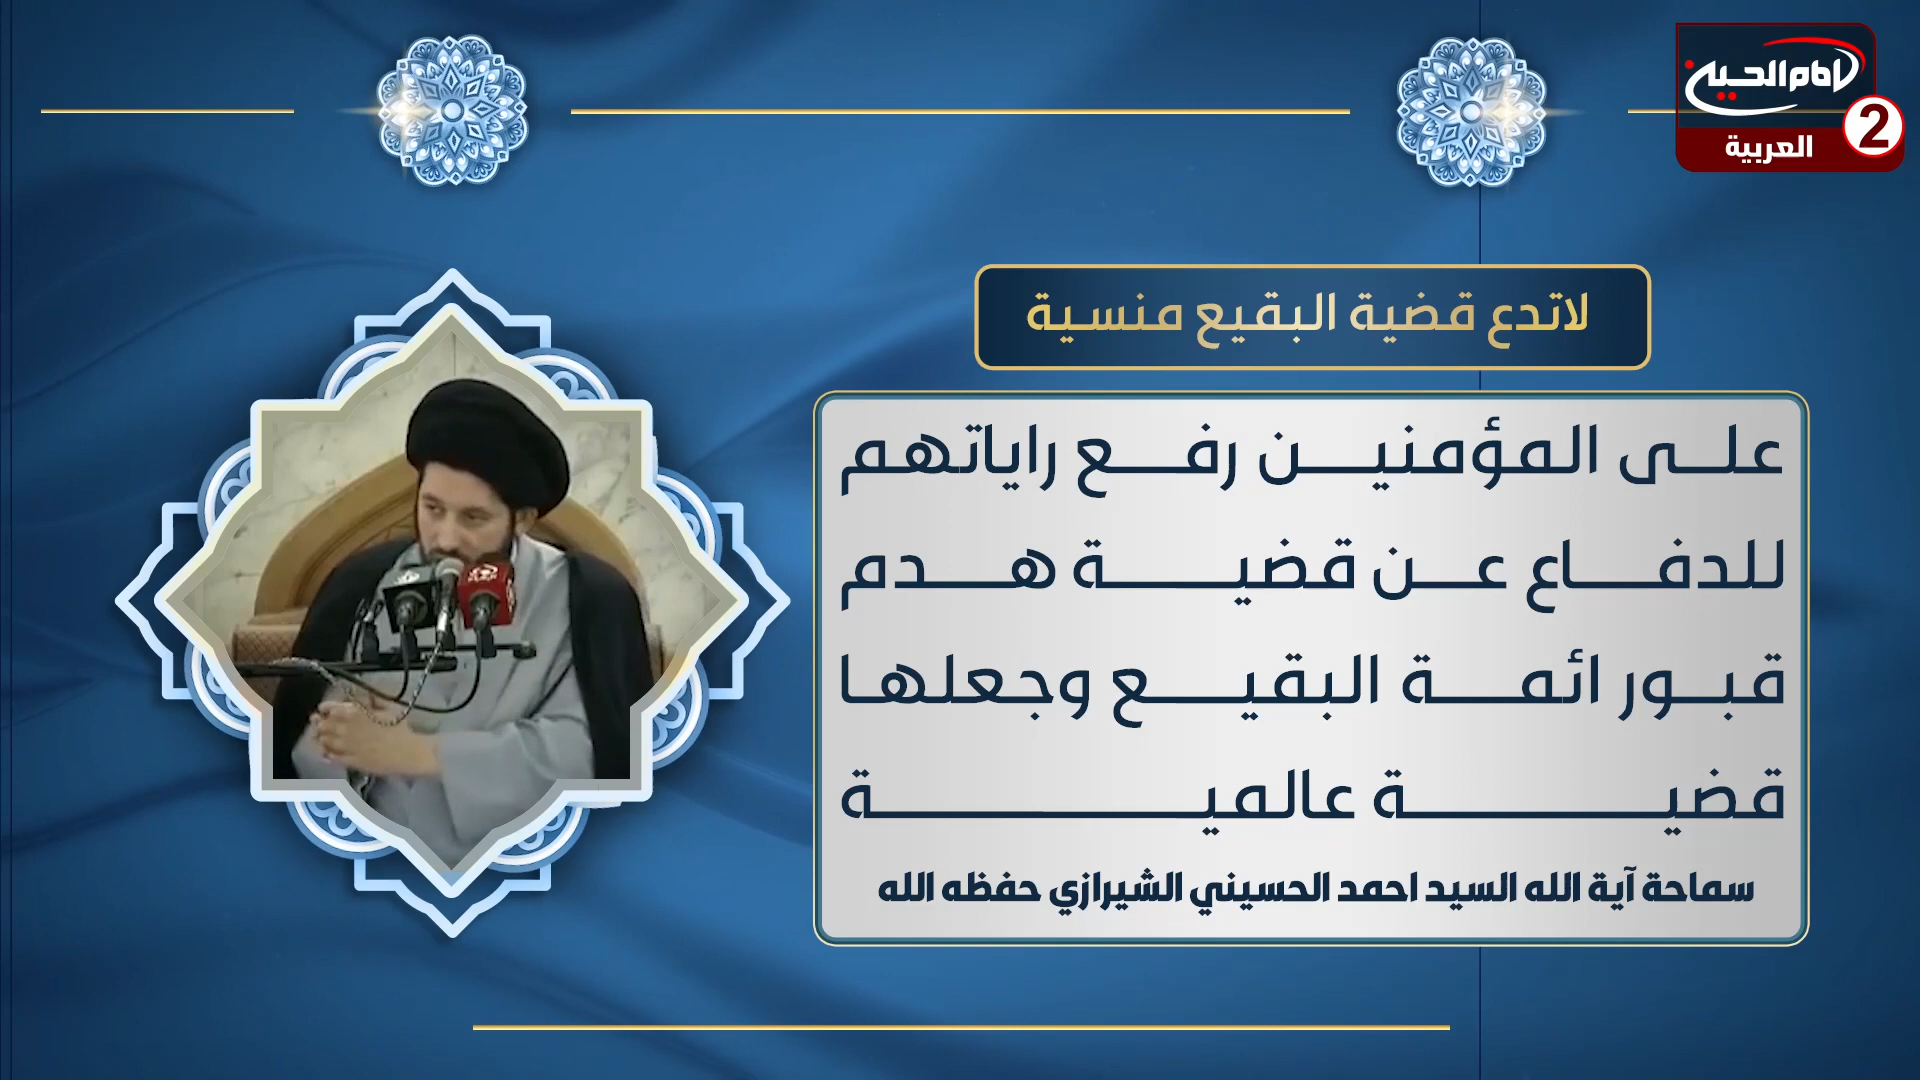 امام الحسين
2
العربية
لاتدع قضية البقيع منسية
على المؤمنين رفع راياتهم
للدفاع عن قضية هدم
قبور ائمة البقيع وجعلها
قضية عالمية
سماحة آية الله السيد احمد الحسيني الشيرازي حفظه الله